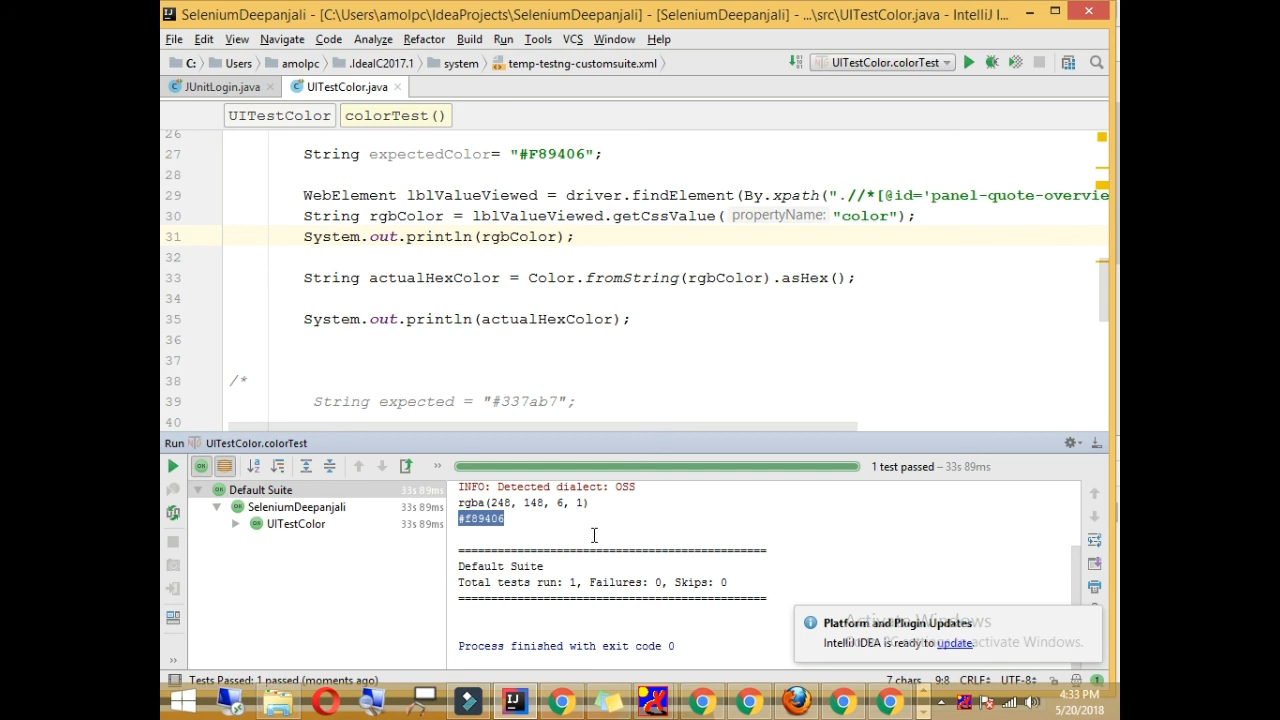 SeleniumDeepanjali - [C:\Users\amolpc\IdeaProjects\SeleniumDeepanjali] - [SeleniumDeepanjali] - ...\src\UITestColor.java - IntelliJ I...
File Edit View Navigate Code Analyze Refactor Build Run Tools VCS Window Help
C: Users amolpc .IdealC2017.1 system temp-testng-customsuite.xml UITestColor.colorTest
JUnitLogin.java UITestColor.java
UITestColor colorTest()
26
27 String expectedColor= "#F89406";
28
29 WebElement lblValueViewed = driver.findElement(By.xpath(".//*[@id='panel-quote-overvie
30 String rgbColor = lblValueViewed.getCssValue( propertyName: "color");
31 System.out.println(rgbColor);
32
33 String actualHexColor = Color.fromString(rgbColor).asHex();
34
35 System.out.println(actualHexColor);
36
37
38 /*
39 String expected = "#337ab7";
40
Run UITestColor.colorTest
1 test passed – 33s 89ms
Default Suite 33s 89ms
SeleniumDeepanjali 33s 89ms
UITestColor 33s 89ms
INFO: Detected dialect: OSS
rgba(248, 148, 6, 1)
#f89406
===============================================
Default Suite
Total tests run: 1, Failures: 0, Skips: 0
===============================================
Process finished with exit code 0
Activate Windows
Platform and Plugin Updates
IntelliJ IDEA is ready to update.
activate Windows.
Tests Passed: 1 passed (moments ago) 7 chars 9:8 CRLF÷ UTF-8÷ 1
4:33 PM
5/20/2018